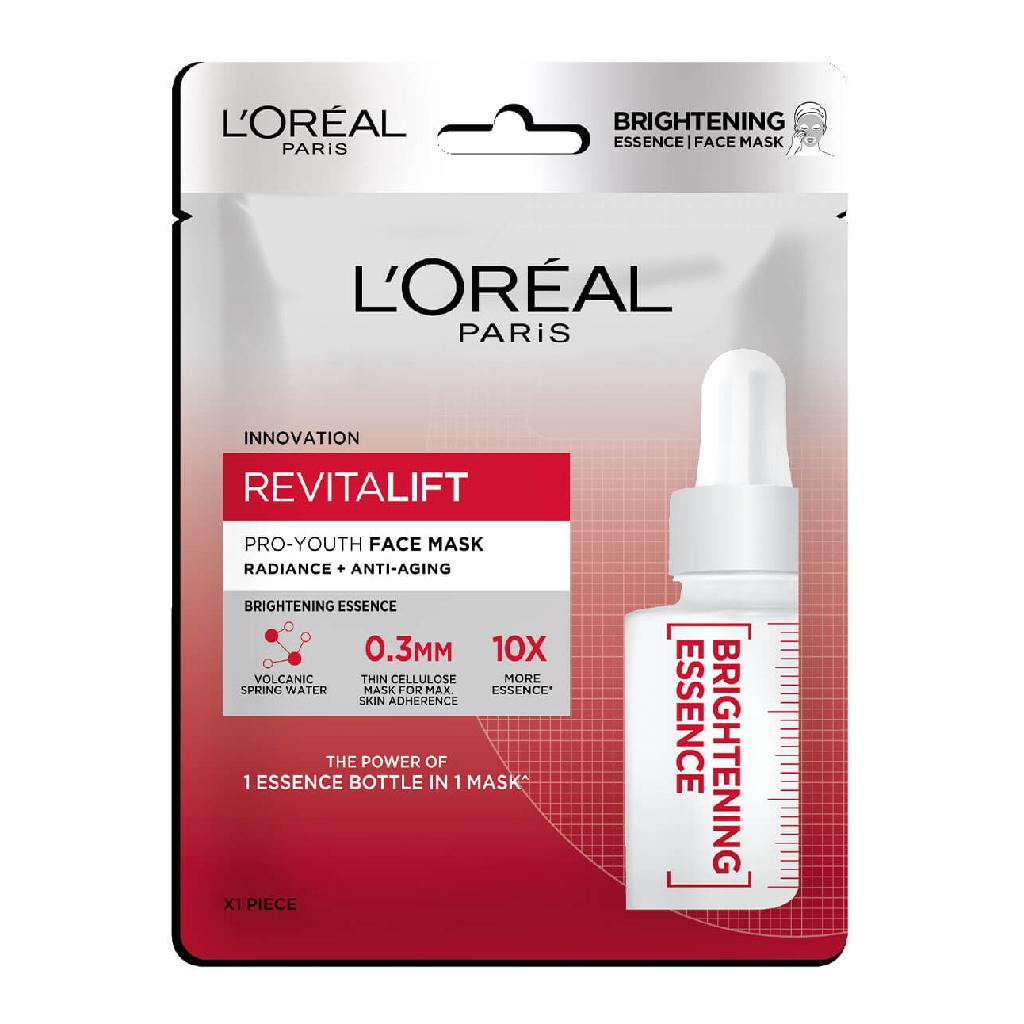 L'ORÉAL
PARiS
BRIGHTENING
ESSENCE | FACE MASK
L'ORÉAL
PARiS
INNOVATION
REVITALIFT
PRO-YOUTH FACE MASK
RADIANCE + ANTI-AGING
BRIGHTENING ESSENCE
VOLCANIC
SPRING WATER
0.3MM
THIN CELLULOSE
MASK FOR MAX.
SKIN ADHERENCE
10X
MORE
ESSENCE*
THE POWER OF
1 ESSENCE BOTTLE IN 1 MASK^
[BRIGHTENING
ESSENCE]
X1 PIECE